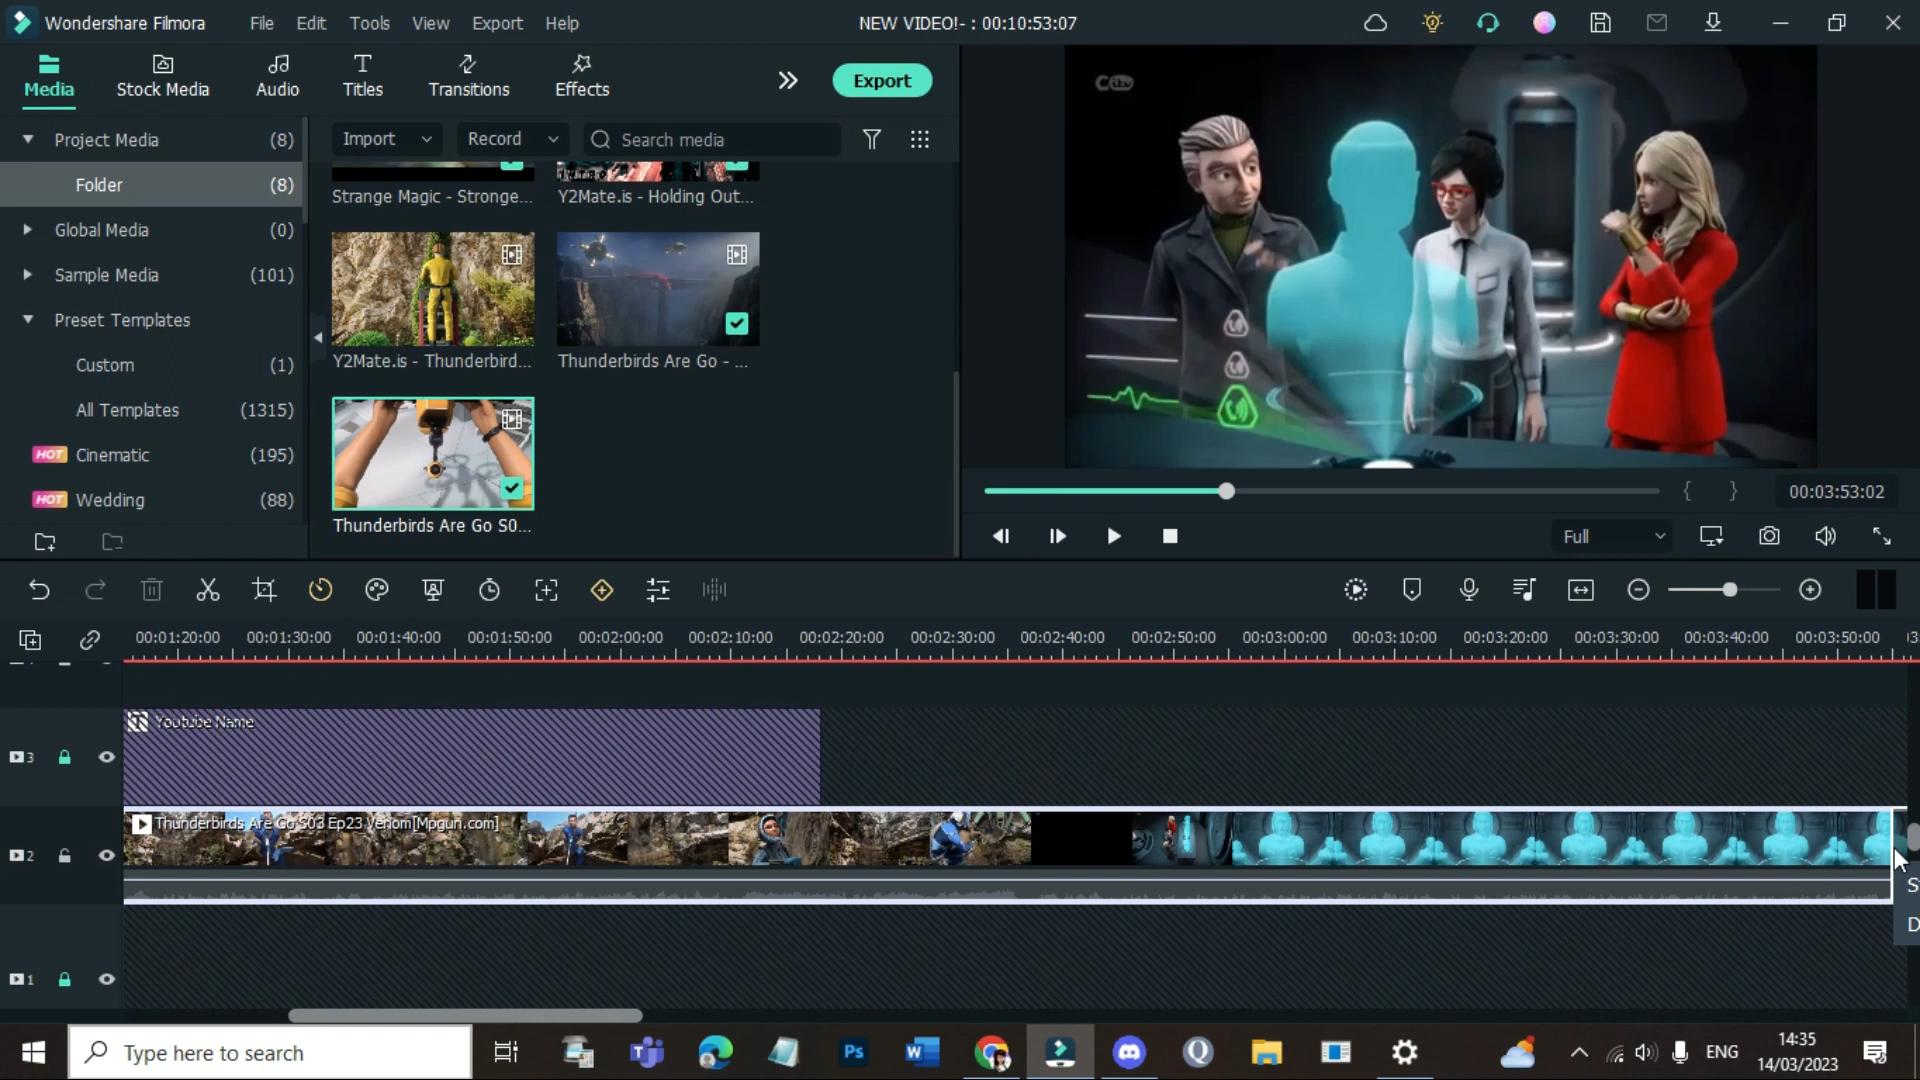 Wondershare Filmora File Edit Tools View Export Help NEW VIDEO!- : 00:10:53:07
Media Stock Media Audio Titles Transitions Effects Export
Project Media (8)
Folder (8)
Global Media (0)
Sample Media (101)
Preset Templates
Custom (1)
All Templates (1315)
HOT Cinematic (195)
HOT Wedding (88)
Import Record Search media
Strange Magic - Stronge... Y2Mate.is - Holding Out...
Y2Mate.is - Thunderbird... Thunderbirds Are Go - ...
Thunderbirds Are Go S0...
citv
{ } 00:03:53:02
Full
00:01:20:00 00:01:30:00 00:01:40:00 00:01:50:00 00:02:00:00 00:02:10:00 00:02:20:00 00:02:30:00 00:02:40:00 00:02:50:00 00:03:00:00 00:03:10:00 00:03:20:00 00:03:30:00 00:03:40:00 00:03:50:00
3 T Youtube Name
2 Thunderbirds Are Go S03 Ep23 Venom[Mpgun.com]
1
Type here to search
Ps W ENG
14:35
14/03/2023